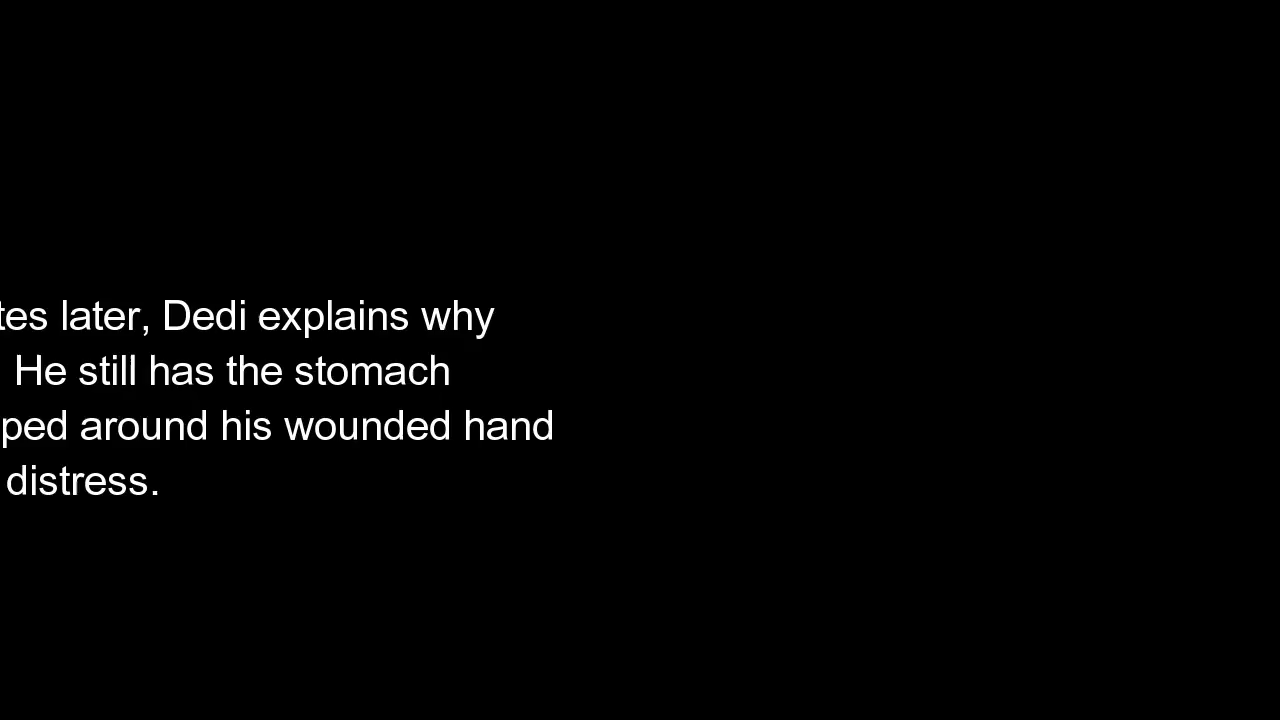 tes later, Dedi explains why
He still has the stomach
ped around his wounded hand
distress.